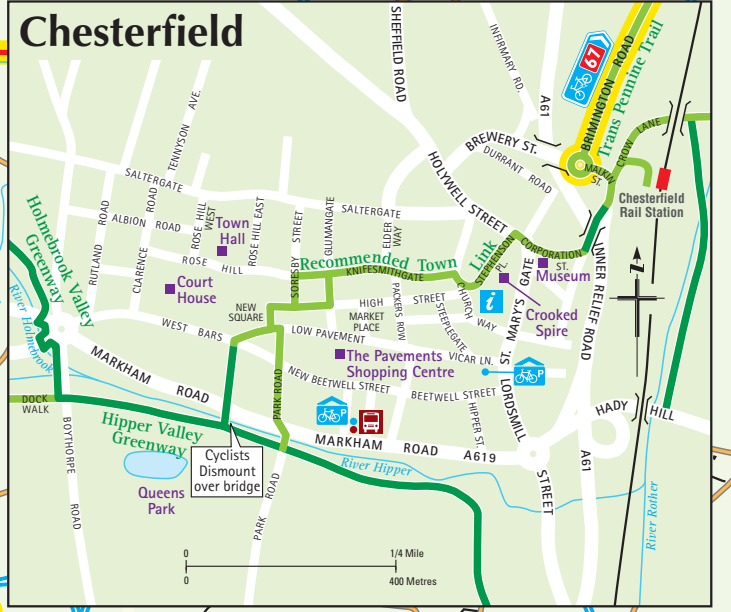 Chesterfield
SHEFFIELD ROAD
INFIRMARY RD.
A61
67
BRIMINGTON ROAD
Trans Pennine Trail
BREWERY ST.
DURRANT ROAD
MALKIN ST.
CROW LANE
Chesterfield
Rail Station
TENNYSON AVE.
HOLYWELL STREET
SALTERGATE
SALTERGATE
ALBION ROAD
RUTLAND ROAD
CLARENCE ROAD
ROSE HILL WEST
Town
Hall
ROSE HILL EAST
ROSE HILL
SORESBY STREET
GLUMANGATE
ELDER
WAY
Holmebrook Valley
Greenway
River Holmebrook
Recommended Town Link
KNIFESMITHGATE
STEPHENSON PL.
CORPORATION
ST.
Museum
INNER RELIEF ROAD
N
Court
House
NEW
SQUARE
HIGH STREET
MARKET
PLACE
PACKERS ROW
CHURCH WAY
STEEPLEGATE
i
ST. MARY'S GATE
Crooked
Spire
WEST BARS
LOW PAVEMENT
The Pavements
Shopping Centre
VICAR LN.
P
NEW BEETWELL STREET
BEETWELL STREET
LORDSMILL
STREET
HIPPER ST.
MARKHAM ROAD
PARK ROAD
DOCK
WALK
BOYTHORPE ROAD
Hipper Valley
Greenway
Cyclists
Dismount
over bridge
P
MARKHAM ROAD A619
River Hipper
HADY HILL
A61
Queens
Park
PARK ROAD
River Rother
0 1/4 Mile
0 400 Metres